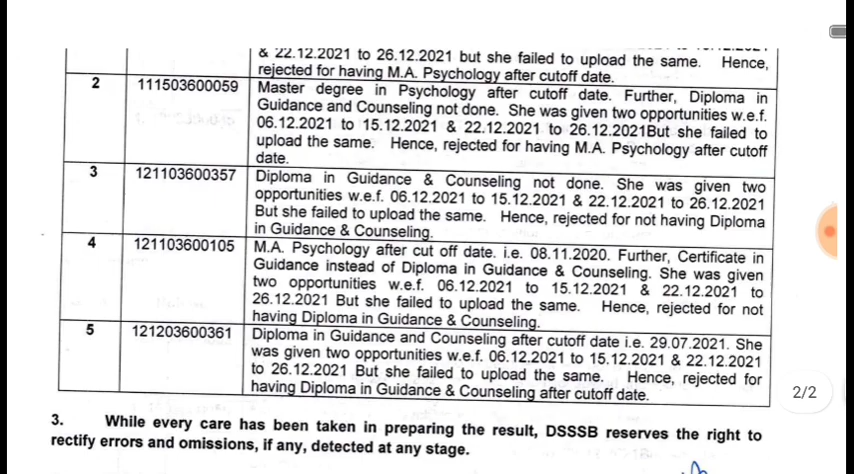 & 22.12.2021 to 26.12.2021 but she failed to upload the same. Hence,
rejected for having M.A. Psychology after cutoff date.
2 111503600059 Master degree in Psychology after cutoff date. Further, Diploma in
Guidance and Counseling not done. She was given two opportunities w.e.f.
06.12.2021 to 15.12.2021 & 22.12.2021 to 26.12.2021But she failed to
upload the same. Hence, rejected for having M.A. Psychology after cutoff
date.
3 121103600357 Diploma in Guidance & Counseling not done. She was given two
opportunities w.e.f. 06.12.2021 to 15.12.2021 & 22.12.2021 to 26.12.2021
But she failed to upload the same. Hence, rejected for not having Diploma
in Guidance & Counseling.
4 121103600105 M.A. Psychology after cut off date. i.e. 08.11.2020. Further, Certificate in
Guidance instead of Diploma in Guidance & Counseling. She was given
two opportunities w.e.f. 06.12.2021 to 15.12.2021 & 22.12.2021 to
26.12.2021 But she failed to upload the same. Hence, rejected for not
having Diploma in Guidance & Counseling.
5 121203600361 Diploma in Guidance and Counseling after cutoff date i.e. 29.07.2021. She
was given two opportunities w.e.f. 06.12.2021 to 15.12.2021 & 22.12.2021
to 26.12.2021 But she failed to upload the same. Hence, rejected for
having Diploma in Guidance & Counseling after cutoff date.
2/2
3. While every care has been taken in preparing the result, DSSSB reserves the right to
rectify errors and omissions, if any, detected at any stage.